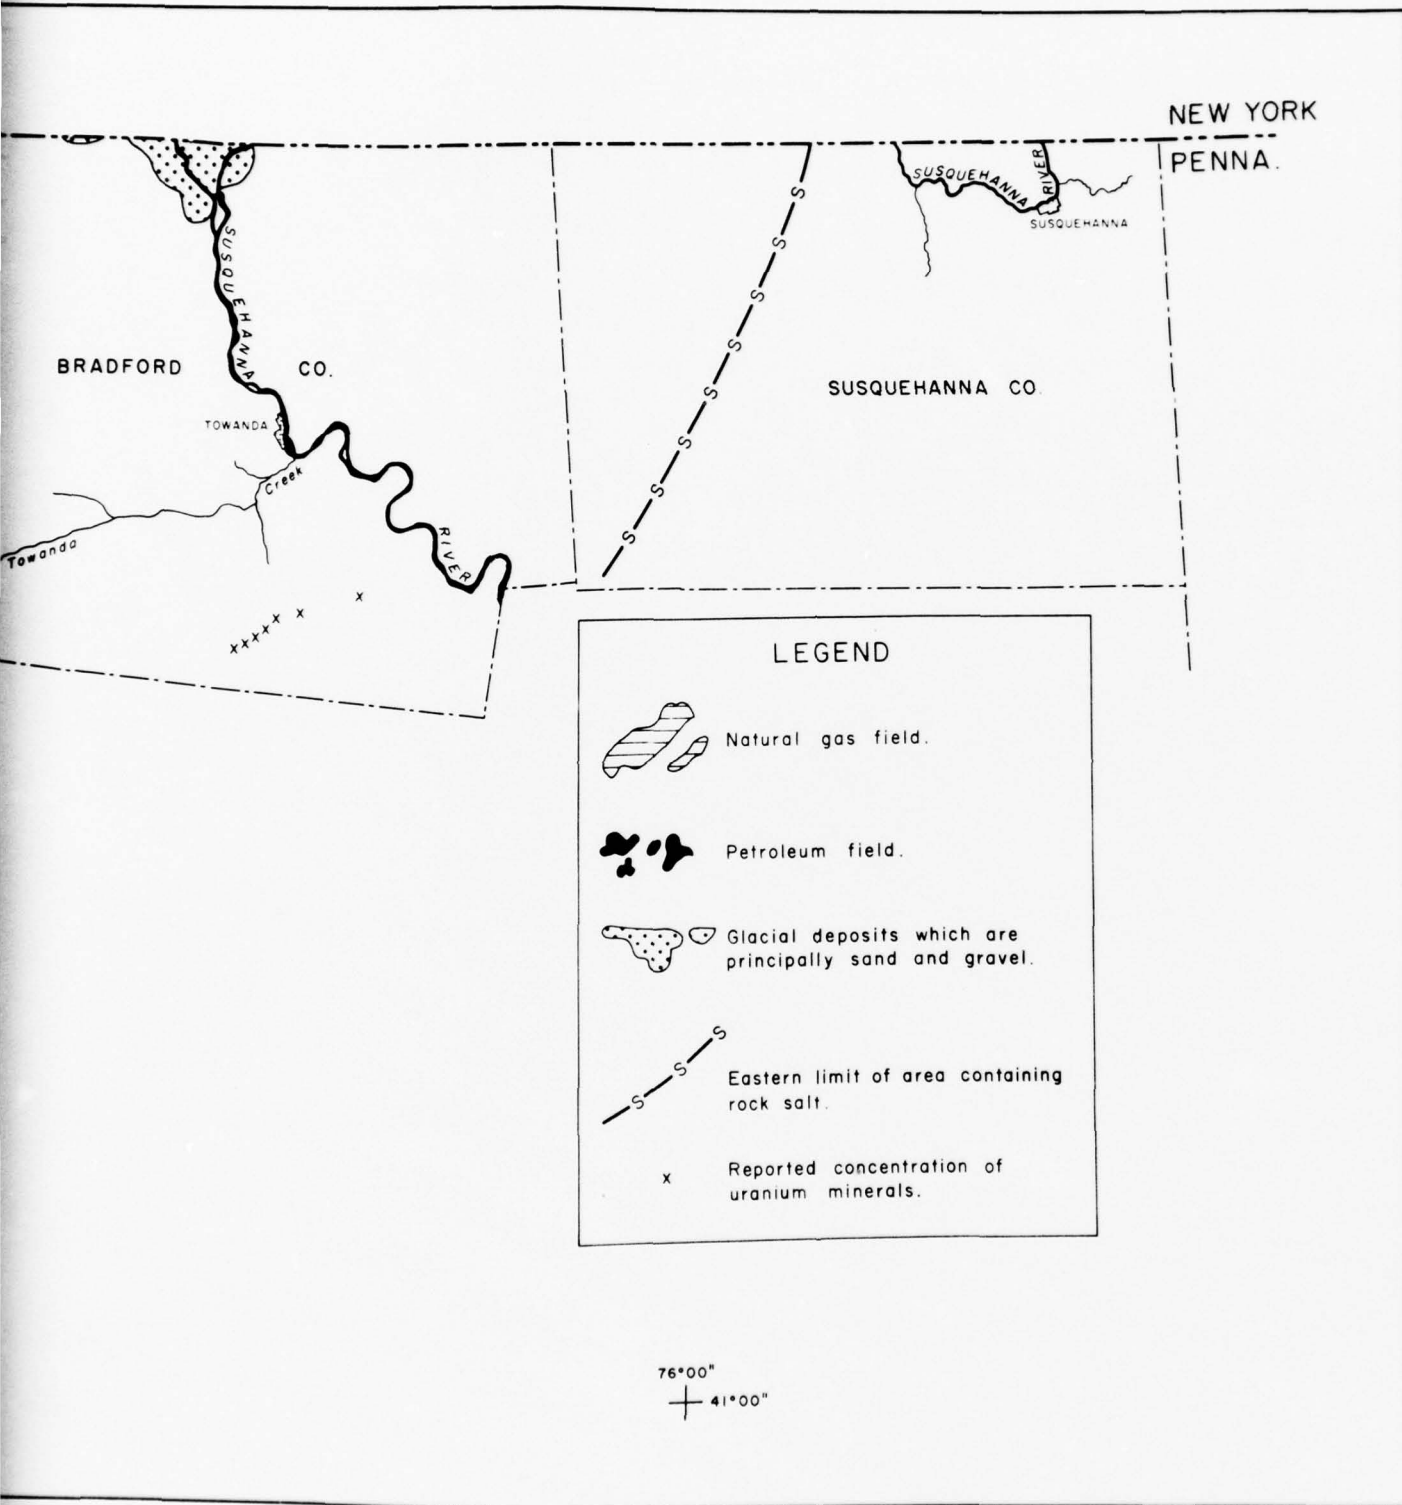 NEW YORK
PENNA.
SUSQUEHANNA
RIVER
SUSQUEHANNA
SUSQUEHANNA
BRADFORD CO.
SUSQUEHANNA CO.
TOWANDA
Creek
RIVER
Towanda
LEGEND
Natural gas field.
Petroleum field.
Glacial deposits which are
principally sand and gravel.
S
S
S
Eastern limit of area containing
rock salt.
x
Reported concentration of
uranium minerals.
S
S
S
S
S
S
S
S
x
x
x
x
x
x
x
76°00"
41°00"